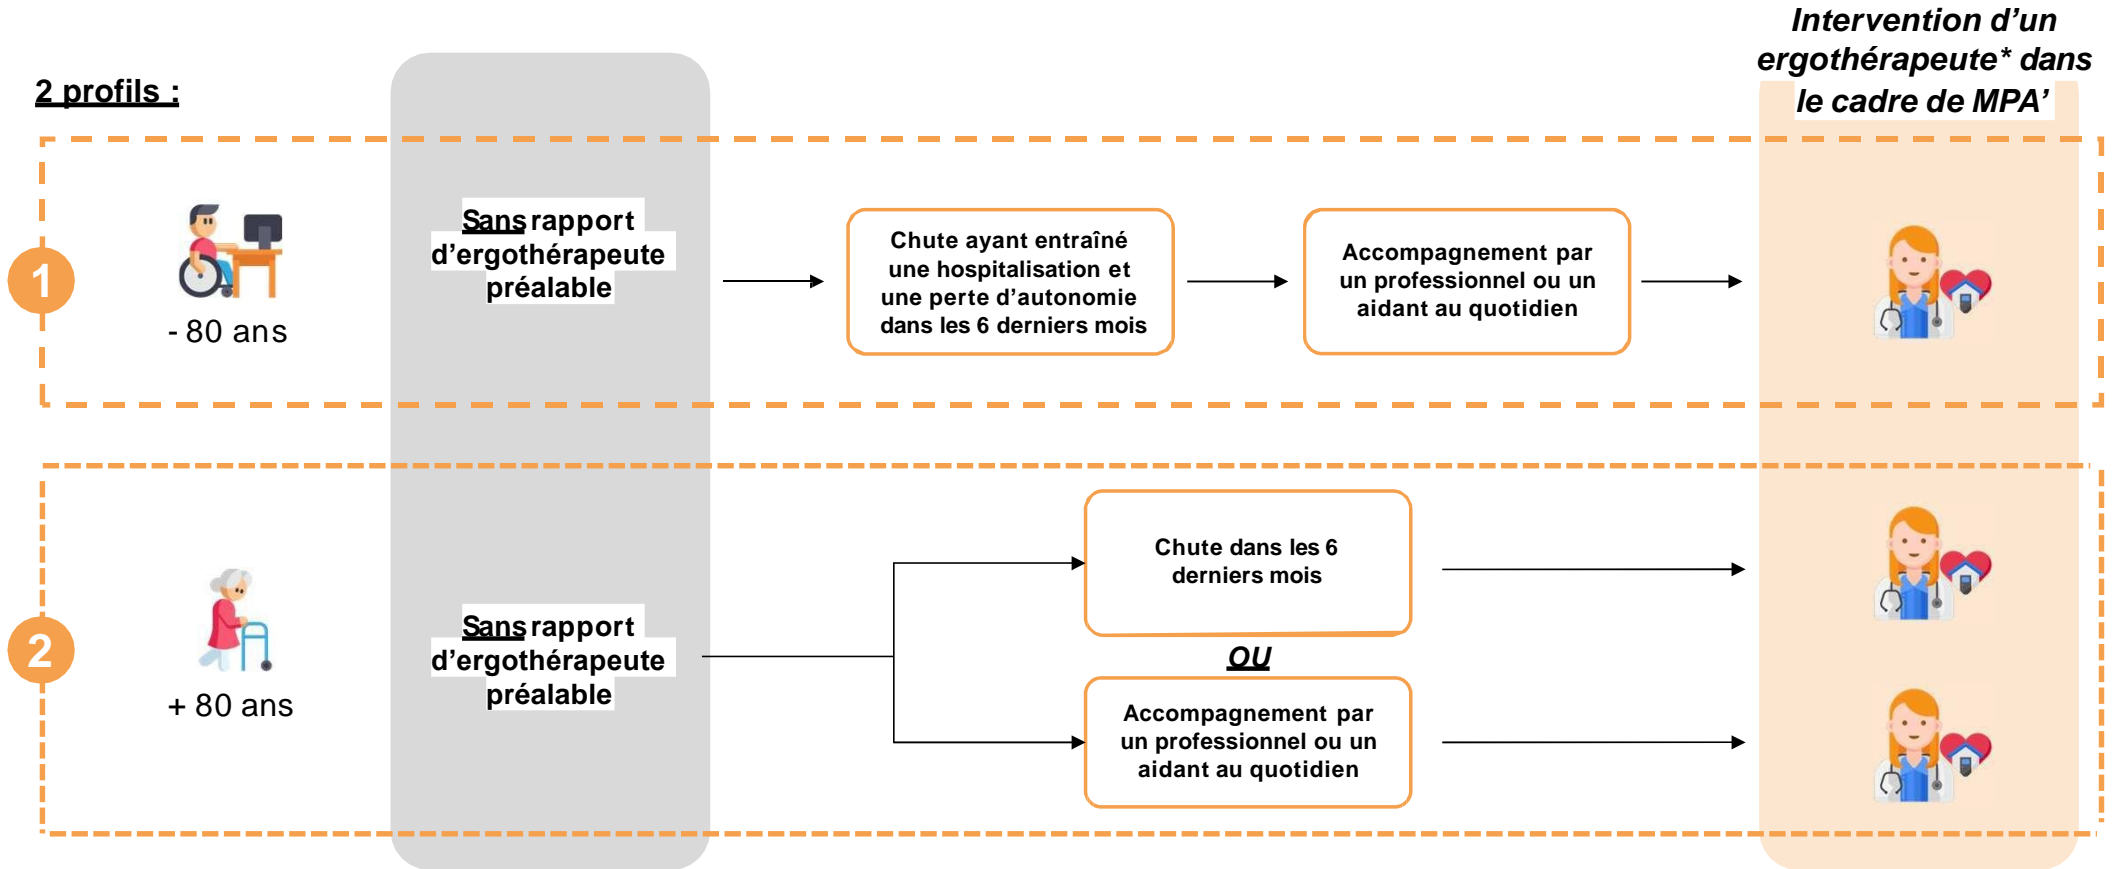 Intervention d’un
ergothérapeute* dans
le cadre de MPA’
2 profils :
1
- 80 ans
Sans rapport
d’ergothérapeute
préalable
Chute ayant entraîné
une hospitalisation et
une perte d’autonomie
dans les 6 derniers mois
Accompagnement par
un professionnel ou un
aidant au quotidien
2
+ 80 ans
Sans rapport
d’ergothérapeute
préalable
Chute dans les 6
derniers mois
OU
Accompagnement par
un professionnel ou un
aidant au quotidien